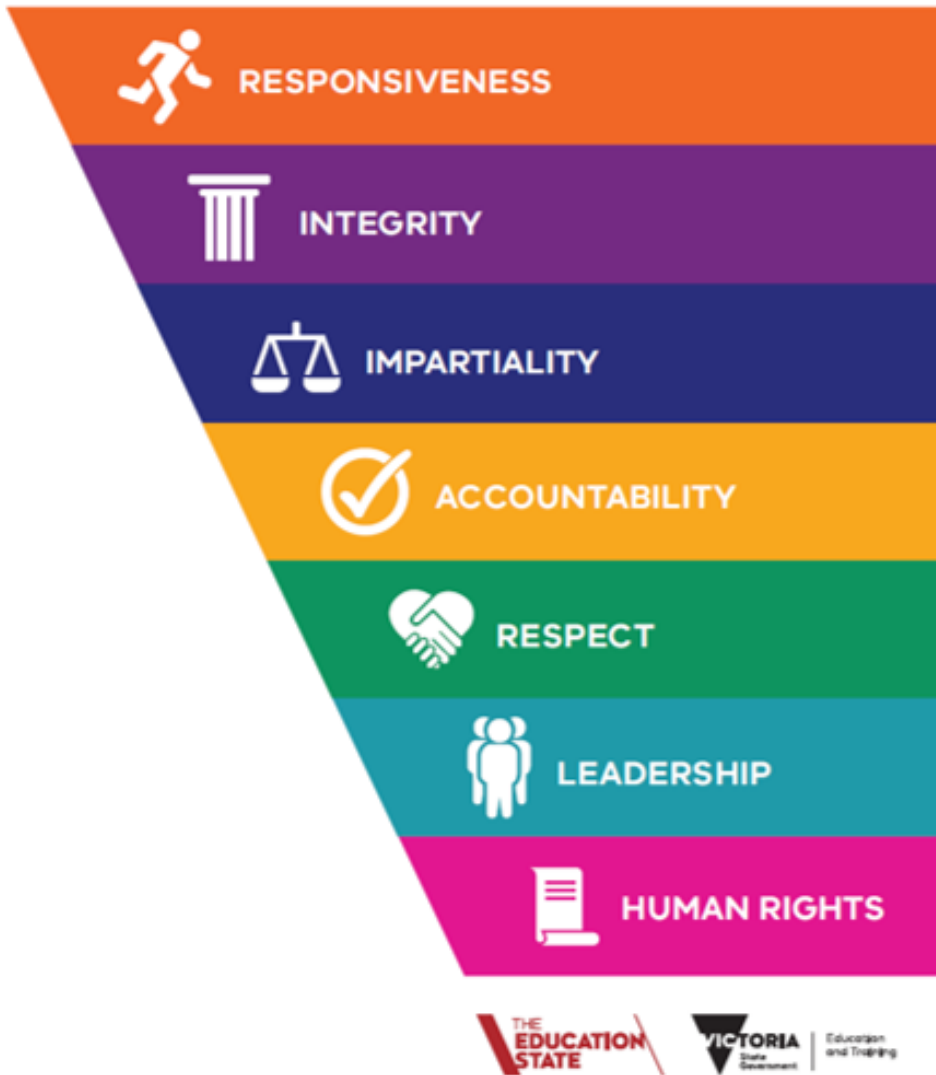 RESPONSIVENESS
INTEGRITY
IMPARTIALITY
ACCOUNTABILITY
RESPECT
LEADERSHIP
HUMAN RIGHTS
THE
EDUCATION
STATE
VICTORIA
State
Government
Education
and Training